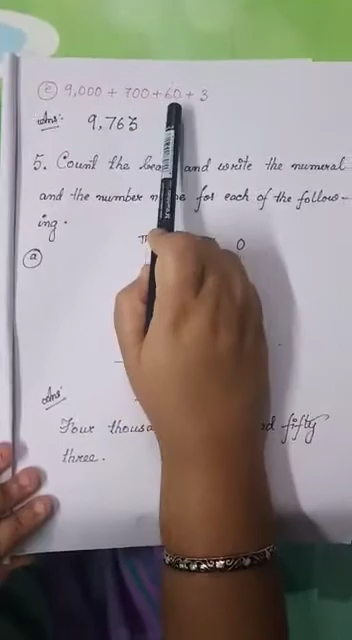 (c) 9,000 + 700 + 60 + 3
Ans: 9,763
5. Count the and write the numeral
and the number for each of the follow-
ing.
(a) O
Ans:
Four fifty
three.